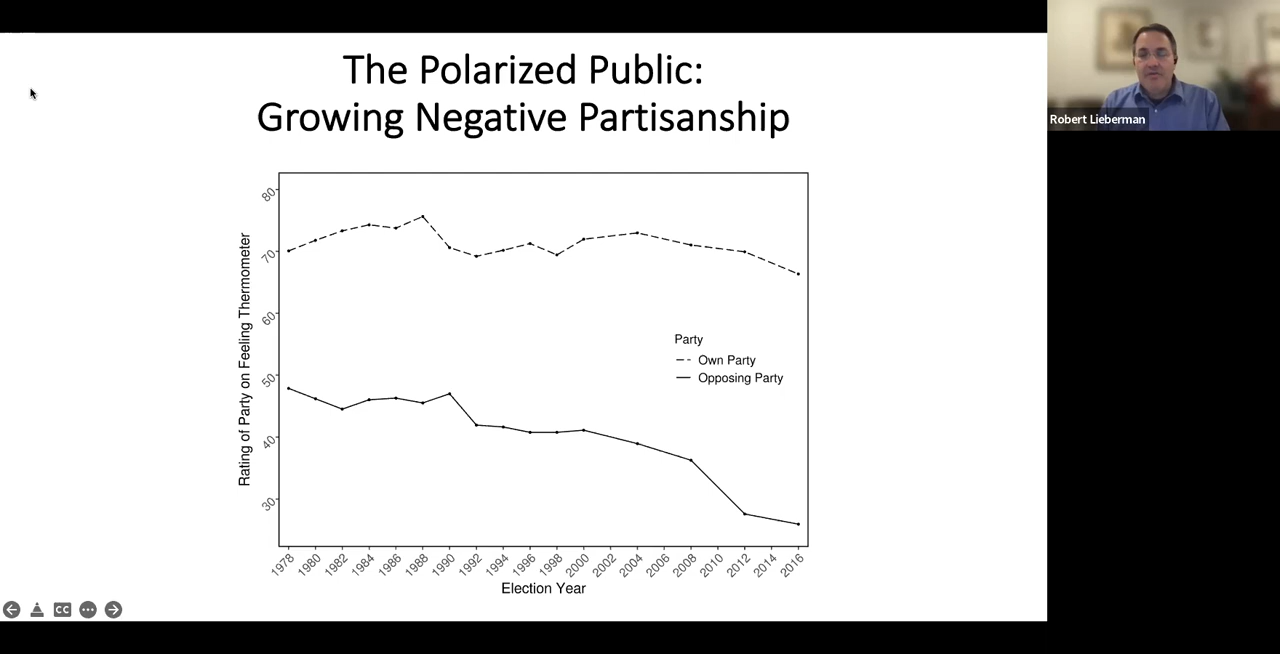 The Polarized Public:
Growing Negative Partisanship
Robert Lieberman
Rating of Party on Feeling Thermometer
80
70
60
50
40
30
Party
Own Party
Opposing Party
1978 1980 1982 1984 1986 1988 1990 1992 1994 1996 1998 2000 2002 2004 2006 2008 2010 2012 2014 2016
Election Year
CC